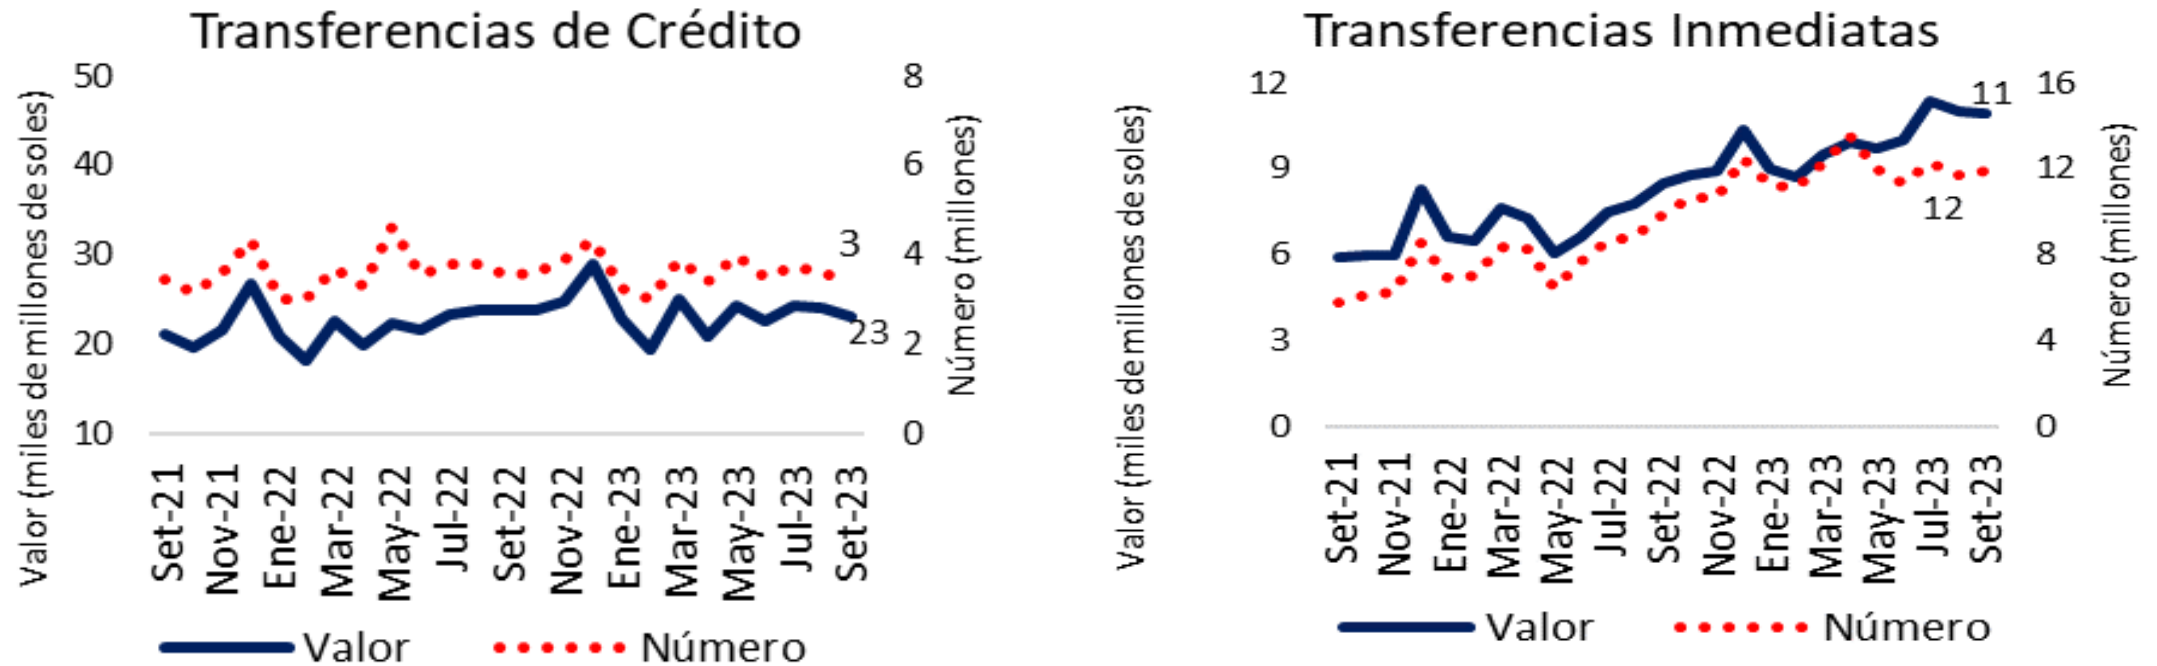 Transferencias de Crédito
Valor (miles de millones de soles)
50
40
30
20
10
8
6
4
2
0
Número (millones)
3
23
Set-21
Nov-21
Ene-22
Mar-22
May-22
Jul-22
Set-22
Nov-22
Ene-23
Mar-23
May-23
Jul-23
Set-23
Valor
Número
Transferencias Inmediatas
Valor (miles de millones de soles)
12
9
6
3
0
16
12
8
4
0
Número (millones)
11
12
Set-21
Nov-21
Ene-22
Mar-22
May-22
Jul-22
Set-22
Nov-22
Ene-23
Mar-23
May-23
Jul-23
Set-23
Valor
Número